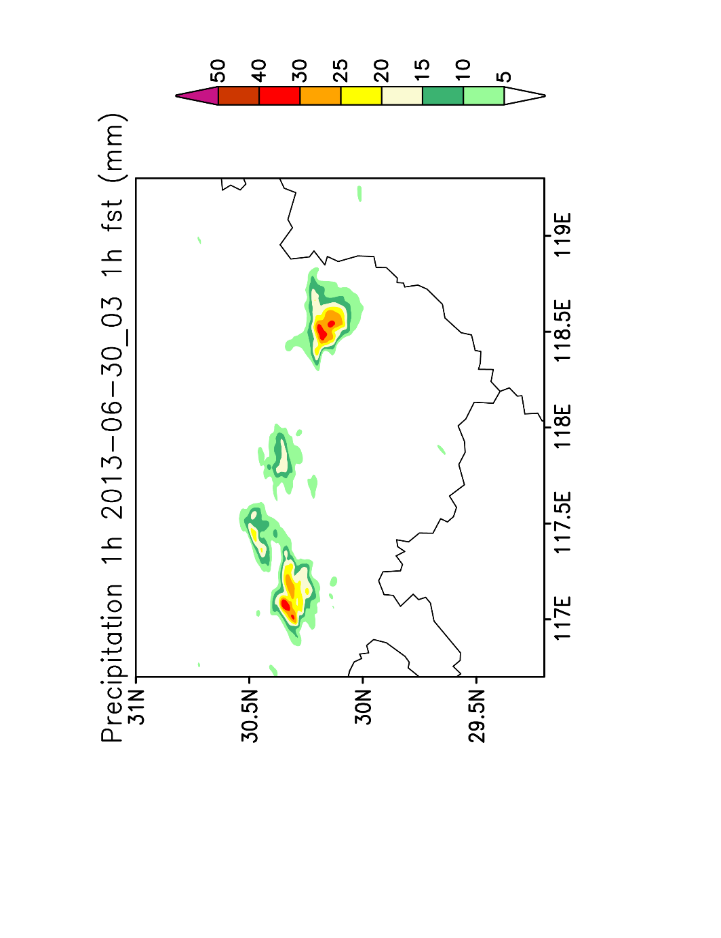 Precipitation 1h 2013-06-30_03 1h fst (mm)
31N
30.5N
30N
29.5N
117E
117.5E
118E
118.5E
119E
50
40
30
25
20
15
10
5